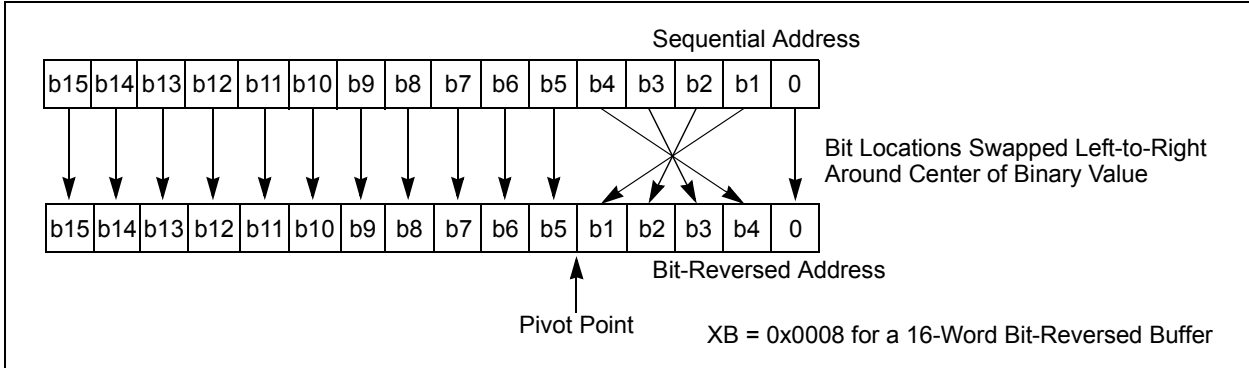 Sequential Address
b15 b14 b13 b12 b11 b10 b9 b8 b7 b6 b5 b4 b3 b2 b1 0
Bit Locations Swapped Left-to-Right
Around Center of Binary Value
b15 b14 b13 b12 b11 b10 b9 b8 b7 b6 b5 b1 b2 b3 b4 0
Bit-Reversed Address
Pivot Point
XB = 0x0008 for a 16-Word Bit-Reversed Buffer